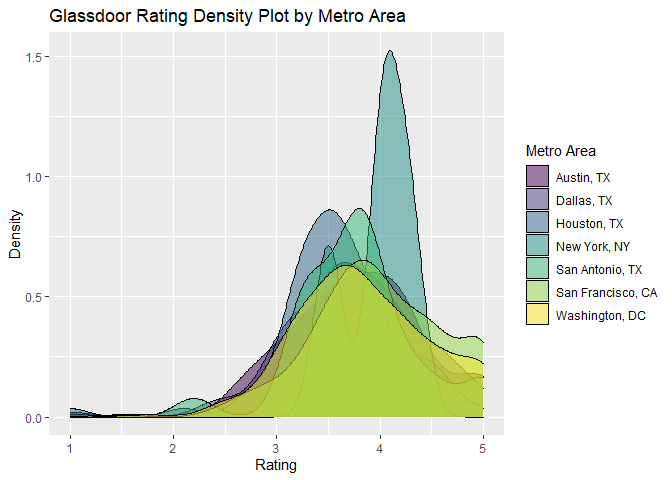 Glassdoor Rating Density Plot by Metro Area
1.5
1.0
0.5
0.0
Density
1 2 3 4 5
Rating
Metro Area
Austin, TX
Dallas, TX
Houston, TX
New York, NY
San Antonio, TX
San Francisco, CA
Washington, DC